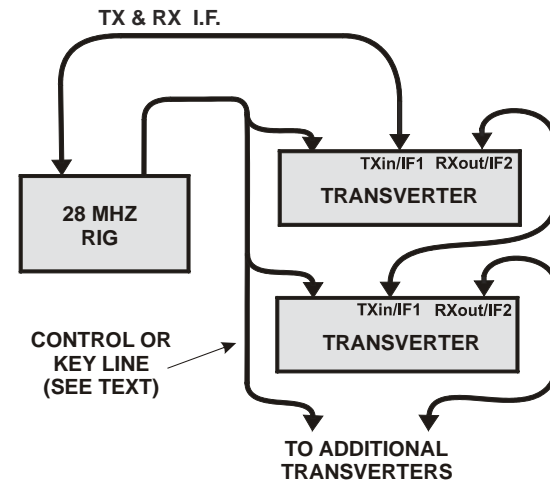 TX & RX I.F.
TXin/IF1 RXout/IF2
TRANSVERTER
28 MHZ
RIG
TXin/IF1 RXout/IF2
TRANSVERTER
CONTROL OR
KEY LINE
(SEE TEXT)
TO ADDITIONAL
TRANSVERTERS